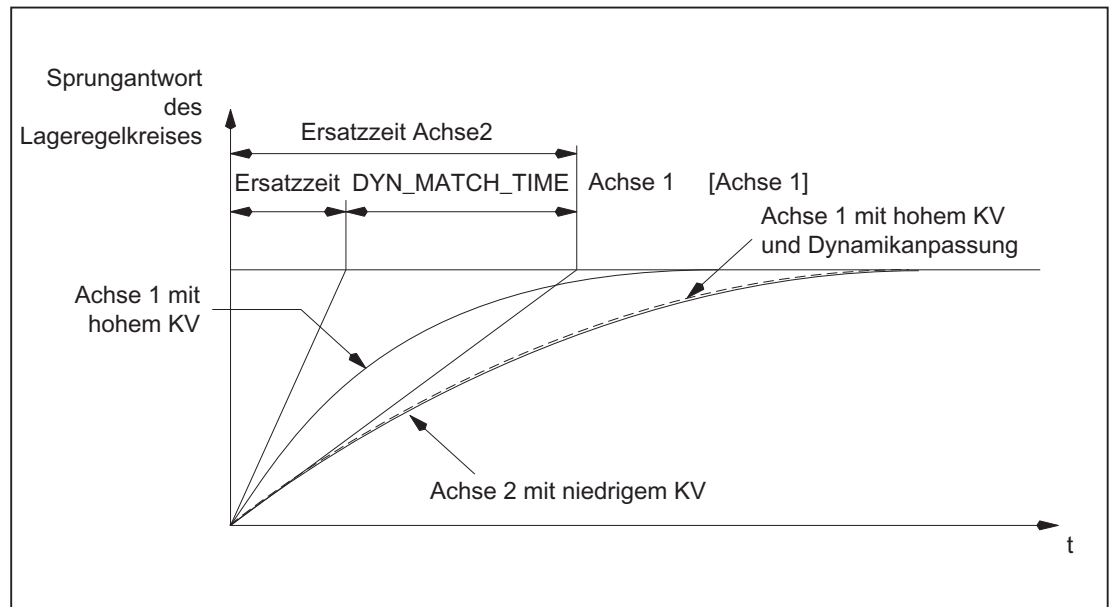 Sprungantwort
des
Lageregelkreises
Ersatzzeit Achse2
Ersatzzeit DYN_MATCH_TIME Achse 1 [Achse 1]
Achse 1 mit hohem KV
und Dynamikanpassung
Achse 1 mit
hohem KV
Achse 2 mit niedrigem KV
t